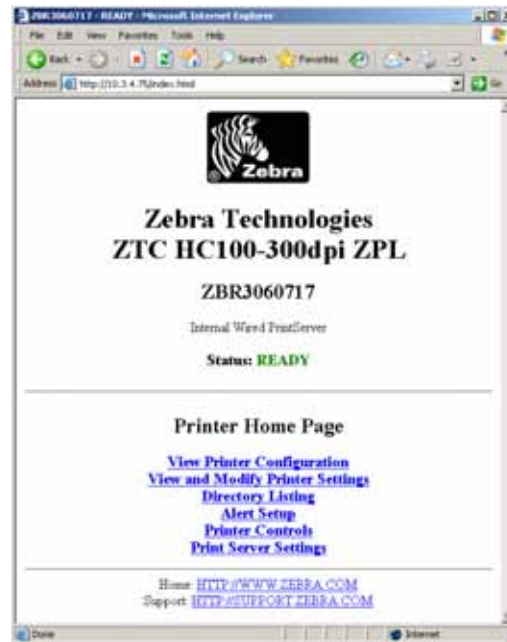 ZBR3060717 - READY - Microsoft Internet Explorer
File Edit View Favorites Tools Help
Back Search Favorites
Address http://10.3.4.75/index.html Go
Zebra
Zebra Technologies
ZTC HC100-300dpi ZPL
ZBR3060717
Internal Wired PrintServer
Status: READY
Printer Home Page
View Printer Configuration
View and Modify Printer Settings
Directory Listing
Alert Setup
Printer Controls
Print Server Settings
Home: HTTP://WWW.ZEBRA.COM
Support: HTTP://SUPPORT.ZEBRA.COM
Done Internet